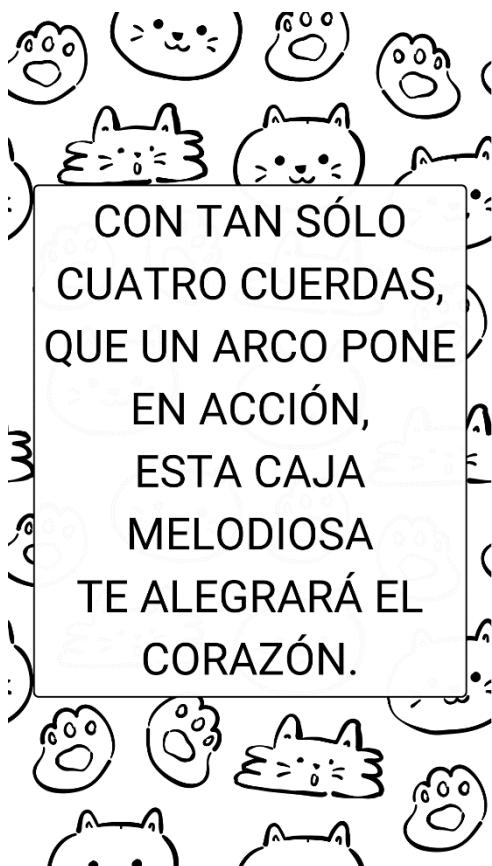 CON TAN SÓLO
CUATRO CUERDAS,
QUE UN ARCO PONE
EN ACCIÓN,
ESTA CAJA
MELODIOSA
TE ALEGRARÁ EL
CORAZÓN.